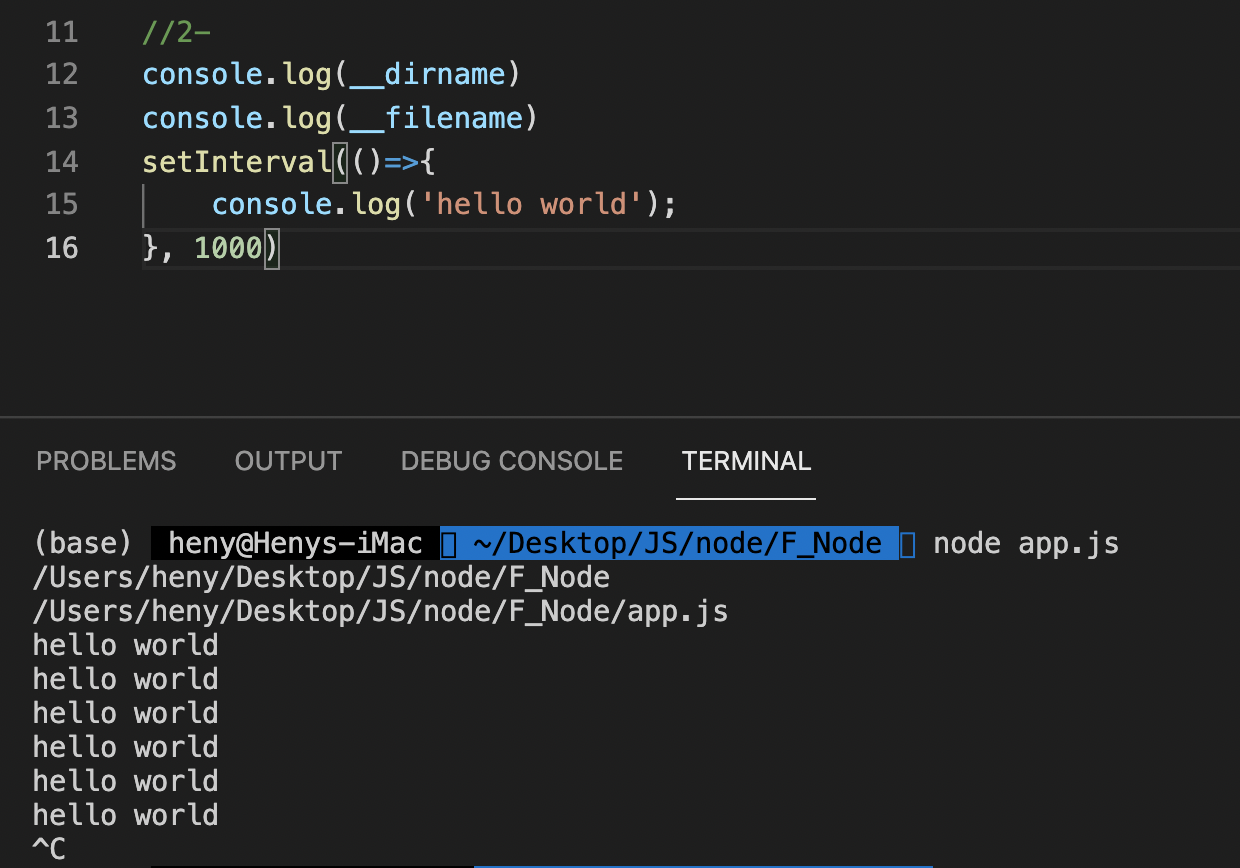 11 //2-
12 console.log(__dirname)
13 console.log(__filename)
14 setInterval(()=>{
15     console.log('hello world');
16 }, 1000)
PROBLEMS OUTPUT DEBUG CONSOLE TERMINAL
(base) heny@Henys-iMac ~/Desktop/JS/node/F_Node node app.js
/Users/heny/Desktop/JS/node/F_Node
/Users/heny/Desktop/JS/node/F_Node/app.js
hello world
hello world
hello world
hello world
hello world
hello world
^C